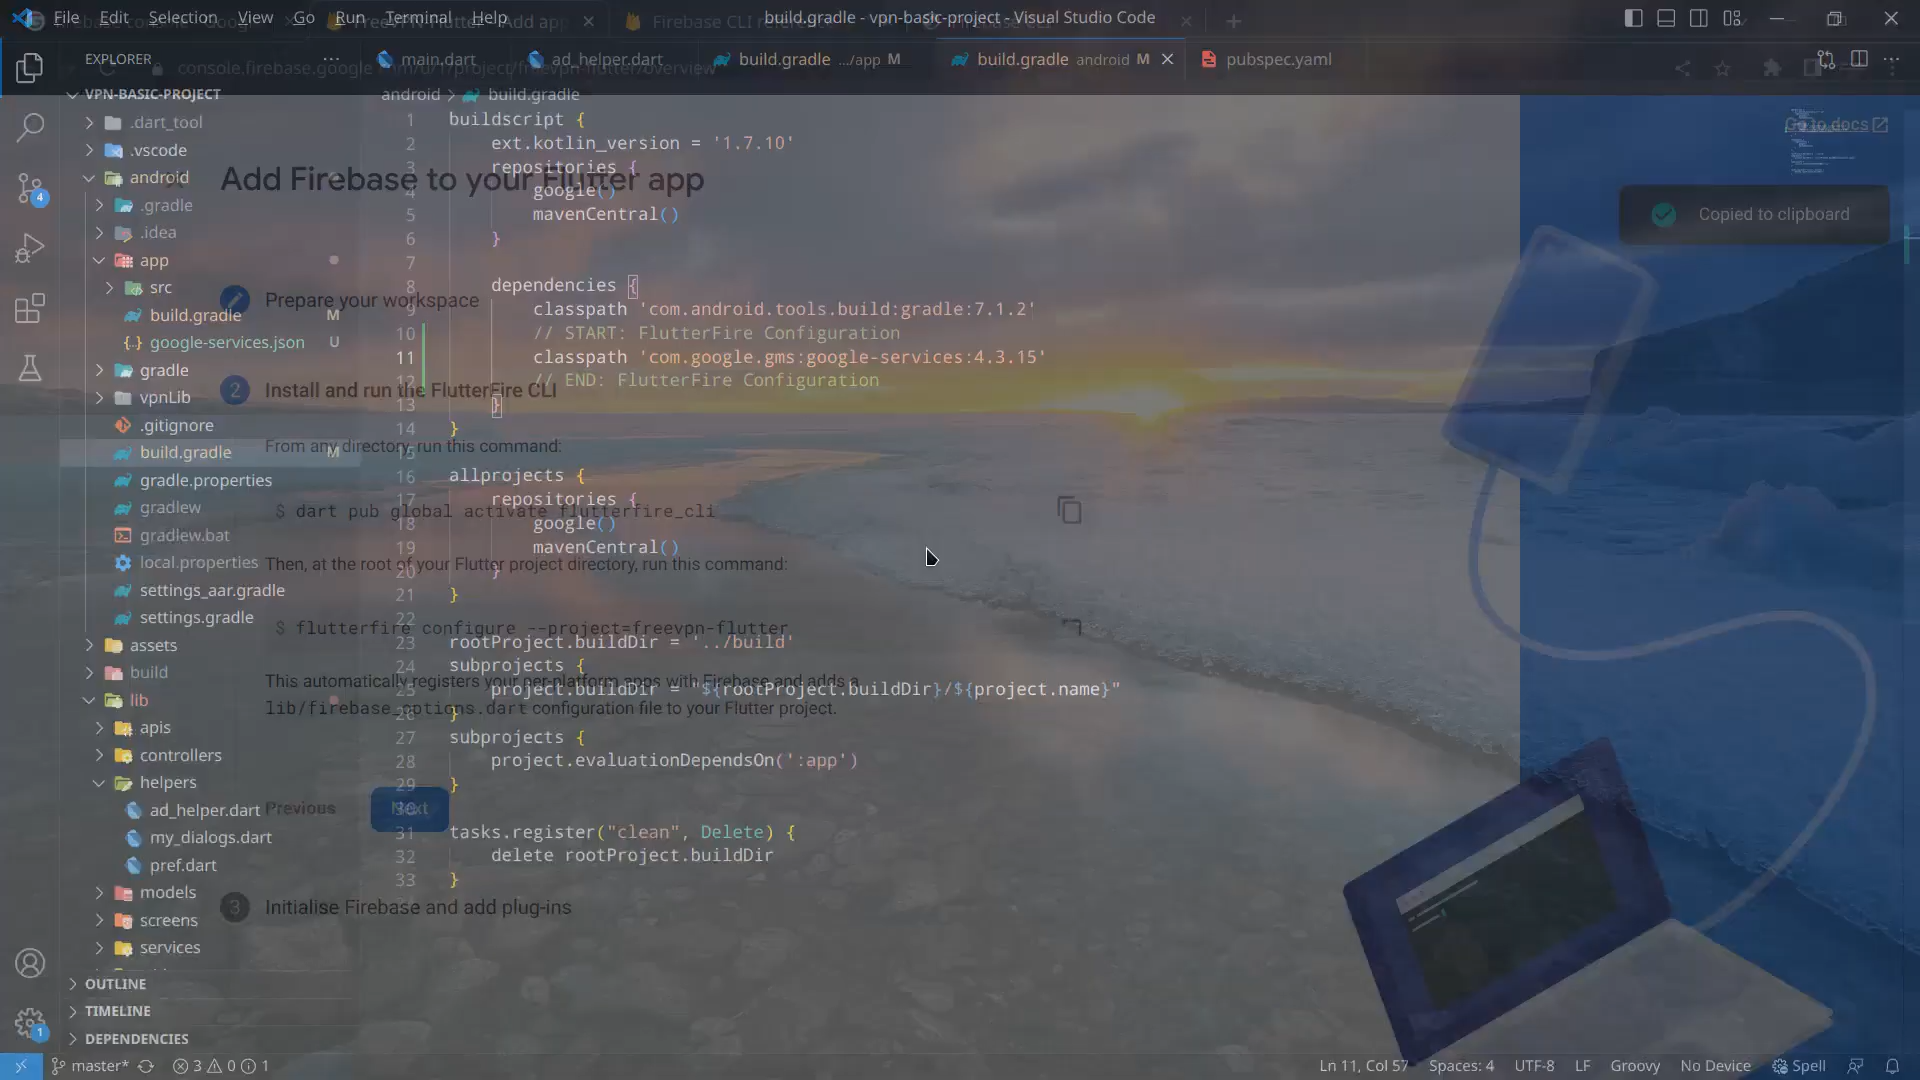 File Edit Selection View Go Run Terminal Help
build.gradle - vpn-basic-project - Visual Studio Code
Firebase CLI refere
EXPLORER
main.dart
ad_helper.dart
build.gradle .../app M
build.gradle android M
pubspec.yaml
console.firebase.google
VPN-BASIC-PROJECT
.dart_tool
.vscode
android
.gradle
.idea
app
src
build.gradle M
google-services.json U
gradle
vpnLib
.gitignore
build.gradle M
gradle.properties
gradlew
gradlew.bat
local.properties
settings_aar.gradle
settings.gradle
assets
build
lib
apis
controllers
helpers
ad_helper.dart
my_dialogs.dart
pref.dart
models
screens
services
OUTLINE
TIMELINE
DEPENDENCIES
android > build.gradle
1 buildscript {
2 ext.kotlin_version = '1.7.10'
3 repositories {
4 google()
5 mavenCentral()
6 }
7
8 dependencies {
9 classpath 'com.android.tools.build:gradle:7.1.2'
10 // START: FlutterFire Configuration
11 classpath 'com.google.gms:google-services:4.3.15'
12 // END: FlutterFire Configuration
13 }
14 }
15
16 allprojects {
17 repositories {
18 google()
19 mavenCentral()
20 }
21 }
22
23 rootProject.buildDir = '../build'
24 subprojects {
25 project.buildDir = "${rootProject.buildDir}/${project.name}"
26 }
27 subprojects {
28 project.evaluationDependsOn(':app')
29 }
30
31 tasks.register("clean", Delete) {
32 delete rootProject.buildDir
33 }
Go to docs
Copied to clipboard
Add Firebase to your Flutter app
Prepare your workspace
2 Install and run the FlutterFire CLI
From any directory, run this command:
$ dart pub global activate flutterfire_cli
Then, at the root of your Flutter project directory, run this command:
$ flutterfire configure --project=freevpn-flutter
This automatically registers your per-platform apps with Firebase and adds a
lib/firebase_options.dart configuration file to your Flutter project.
Previous
Next
3 Initialise Firebase and add plug-ins
4
1
master* 3 0 1
Ln 11, Col 57 Spaces: 4 UTF-8 LF Groovy No Device Spell